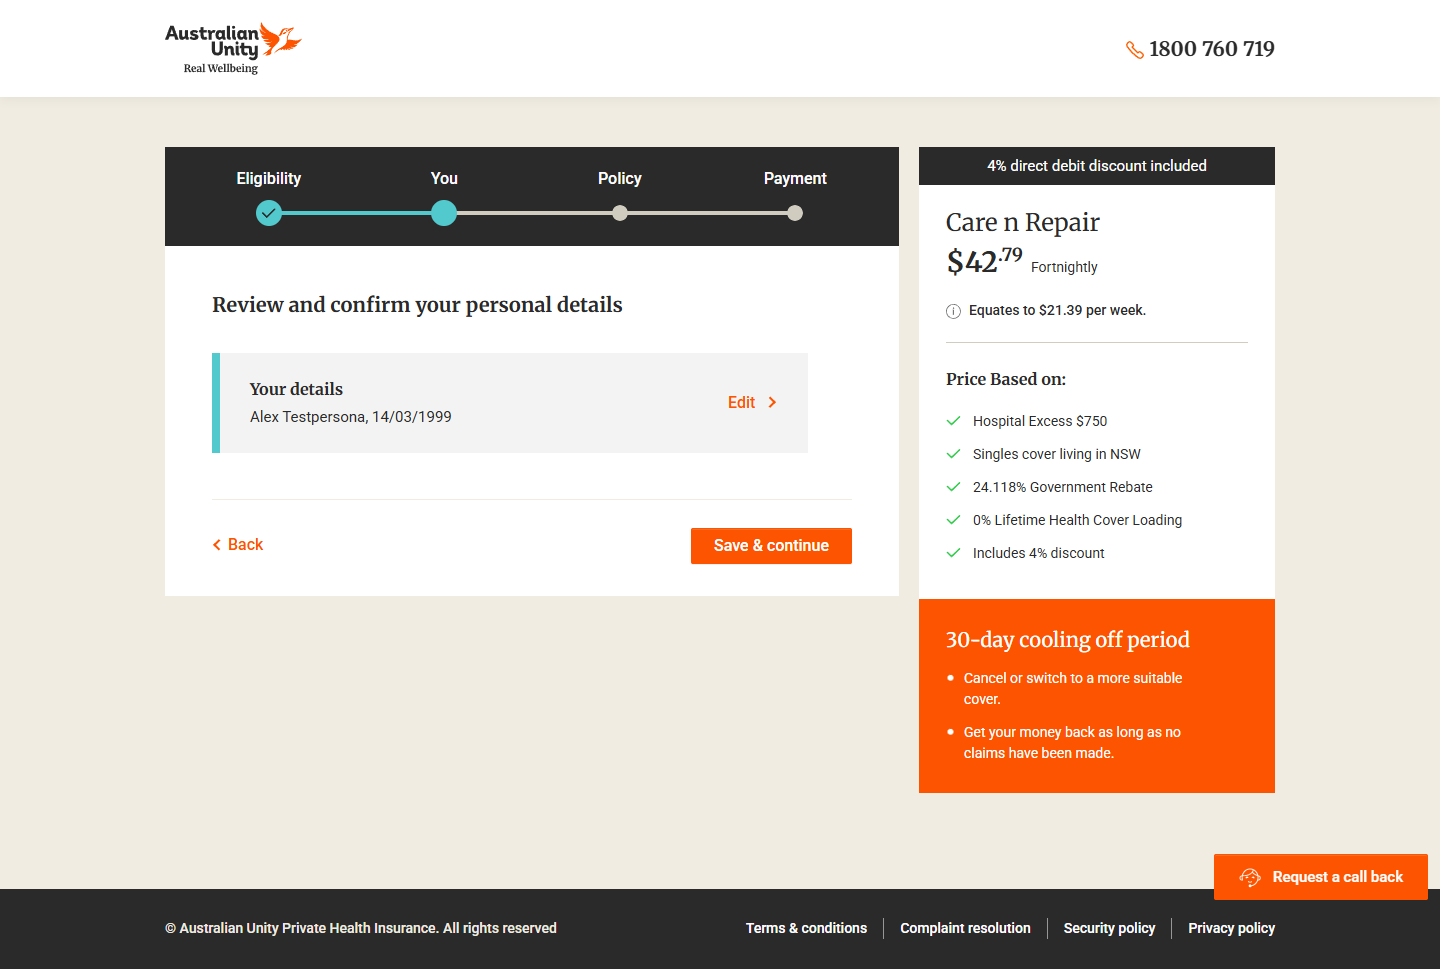 Australian
Unity
Real Wellbeing
1800 760 719
Eligibility
You
Policy
Payment
Review and confirm your personal details
Your details
Alex Testpersona, 14/03/1999
Edit
Back
Save & continue
4% direct debit discount included
Care n Repair
$42.79 Fortnightly
Equates to $21.39 per week.
Price Based on:
Hospital Excess $750
Singles cover living in NSW
24.118% Government Rebate
0% Lifetime Health Cover Loading
Includes 4% discount
30-day cooling off period
Cancel or switch to a more suitable
cover.
Get your money back as long as no
claims have been made.
Request a call back
© Australian Unity Private Health Insurance. All rights reserved
Terms & conditions
Complaint resolution
Security policy
Privacy policy